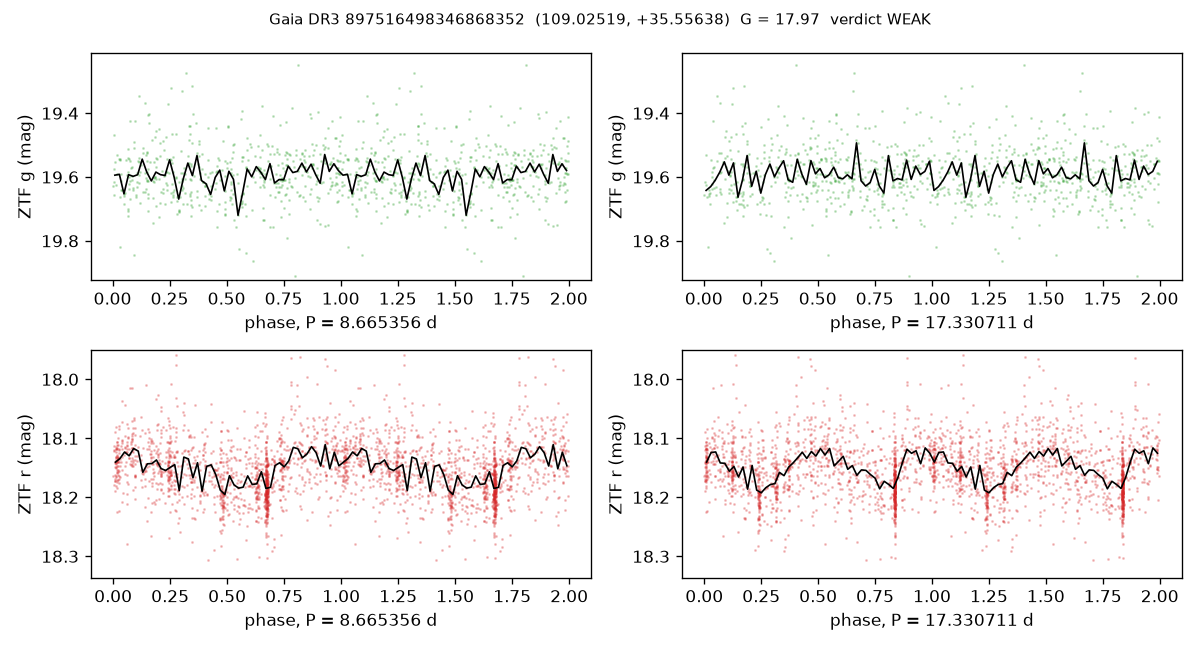 Gaia DR3 897516498346868352  (109.02519, +35.55638)  G = 17.97  verdict WEAK
ZTF g (mag)
19.4
19.6
19.8
0.00 0.25 0.50 0.75 1.00 1.25 1.50 1.75 2.00
phase, P = 8.665356 d
ZTF g (mag)
19.4
19.6
19.8
0.00 0.25 0.50 0.75 1.00 1.25 1.50 1.75 2.00
phase, P = 17.330711 d
ZTF r (mag)
18.0
18.1
18.2
18.3
0.00 0.25 0.50 0.75 1.00 1.25 1.50 1.75 2.00
phase, P = 8.665356 d
ZTF r (mag)
18.0
18.1
18.2
18.3
0.00 0.25 0.50 0.75 1.00 1.25 1.50 1.75 2.00
phase, P = 17.330711 d